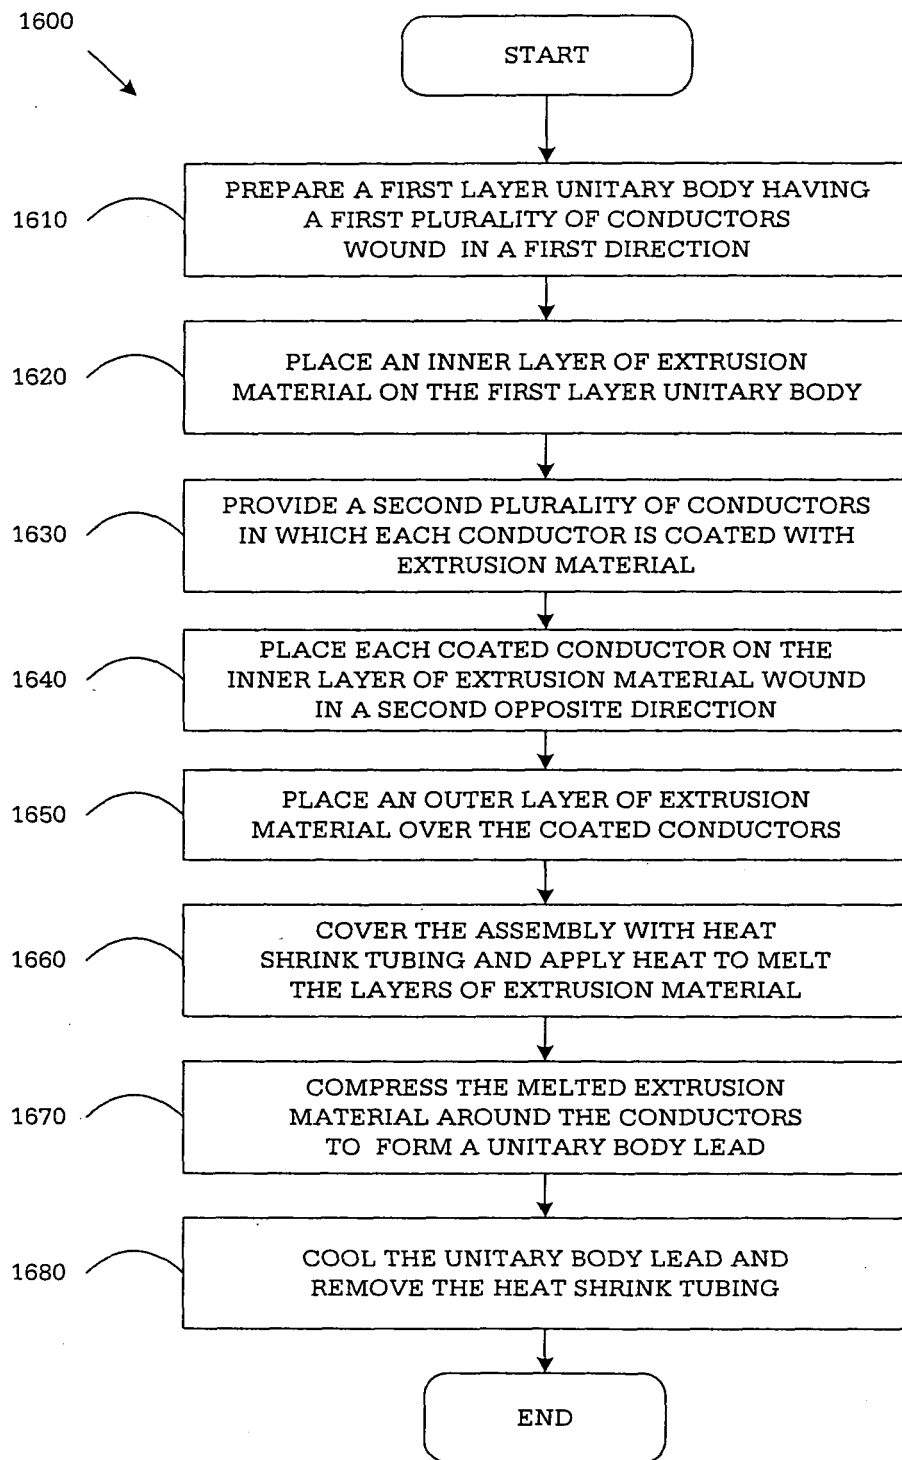 1600
START
1610
PREPARE A FIRST LAYER UNITARY BODY HAVING
A FIRST PLURALITY OF CONDUCTORS
WOUND IN A FIRST DIRECTION
1620
PLACE AN INNER LAYER OF EXTRUSION
MATERIAL ON THE FIRST LAYER UNITARY BODY
1630
PROVIDE A SECOND PLURALITY OF CONDUCTORS
IN WHICH EACH CONDUCTOR IS COATED WITH
EXTRUSION MATERIAL
1640
PLACE EACH COATED CONDUCTOR ON THE
INNER LAYER OF EXTRUSION MATERIAL WOUND
IN A SECOND OPPOSITE DIRECTION
1650
PLACE AN OUTER LAYER OF EXTRUSION
MATERIAL OVER THE COATED CONDUCTORS
1660
COVER THE ASSEMBLY WITH HEAT
SHRINK TUBING AND APPLY HEAT TO MELT
THE LAYERS OF EXTRUSION MATERIAL
1670
COMPRESS THE MELTED EXTRUSION
MATERIAL AROUND THE CONDUCTORS
TO FORM A UNITARY BODY LEAD
1680
COOL THE UNITARY BODY LEAD AND
REMOVE THE HEAT SHRINK TUBING
END